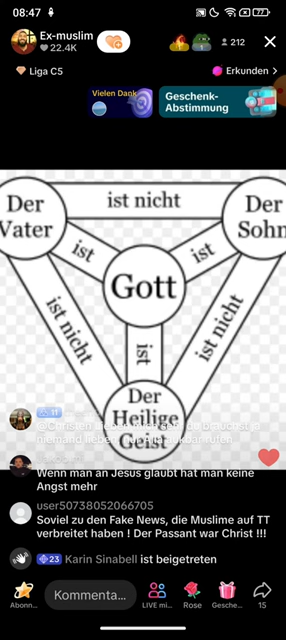 08:47
77
Ex-muslim
22.4K
212
Liga C5
Erkunden >
Vielen Dank
Geschenk-
Abstimmung
ist nicht
Der
Vater
Der
Sohn
ist
ist
Gott
ist nicht
ist
ist nicht
Der
Heilige
Geist
11
niemand
Wenn man an Jesus glaubt hat man keine
Angst mehr
user50738052066705
Soviel zu den Fake News, die Muslime auf TT
verbreitet haben ! Der Passant war Christ !!!
23 Karin Sinabell ist beigetreten
Abonn...
Kommenta...
LIVE mi...
Rose
Gesche...
15